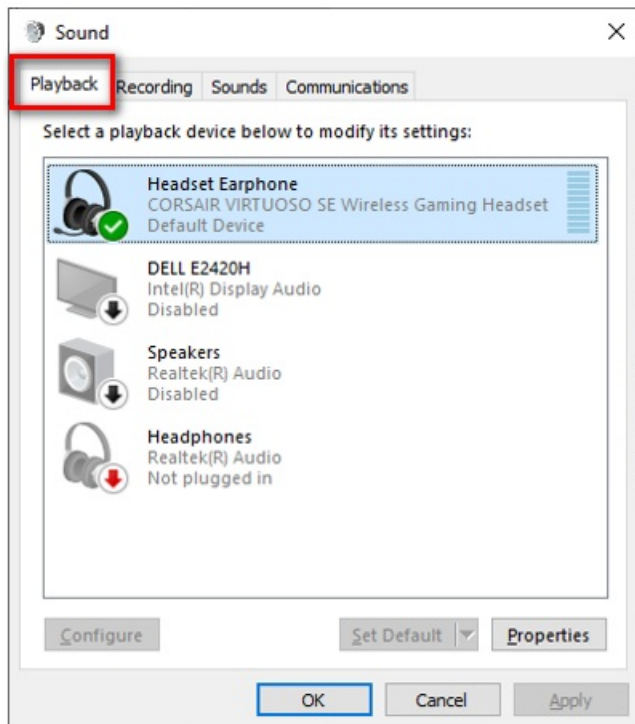 Sound
Playback Recording Sounds Communications
Select a playback device below to modify its settings:
Headset Earphone
CORSAIR VIRTUOSO SE Wireless Gaming Headset
Default Device
DELL E2420H
Intel(R) Display Audio
Disabled
Speakers
Realtek(R) Audio
Disabled
Headphones
Realtek(R) Audio
Not plugged in
Configure Set Default Properties
OK Cancel Apply